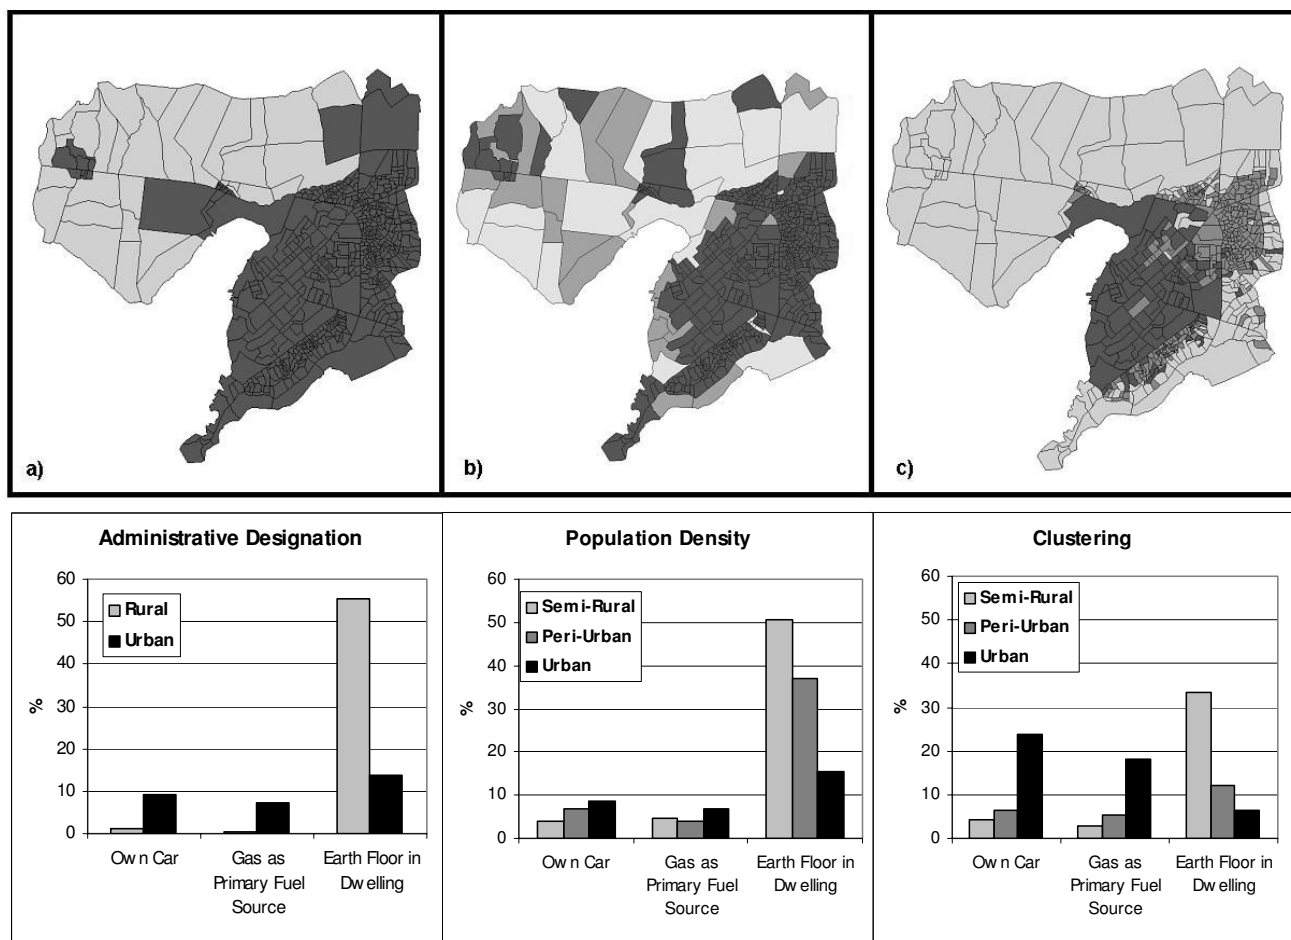 a)
b)
c)
Administrative Designation
60
50
40
30
20
10
0
%
Rural
Urban
Own Car
Gas as
Primary Fuel
Source
Earth Floor in
Dwelling
Population Density
60
50
40
30
20
10
0
%
Semi-Rural
Peri-Urban
Urban
Own Car
Gas as
Primary Fuel
Source
Earth Floor in
Dwelling
Clustering
60
50
40
30
20
10
0
%
Semi-Rural
Peri-Urban
Urban
Own Car
Gas as
Primary Fuel
Source
Earth Floor in
Dwelling